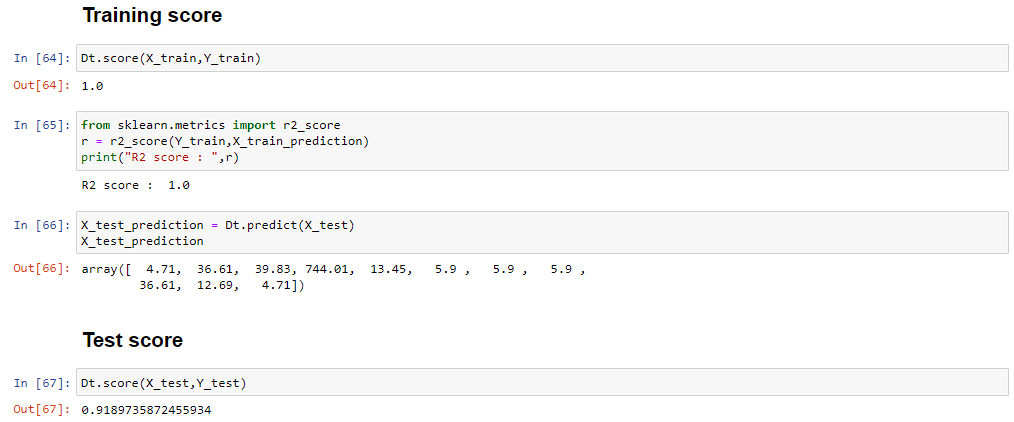 Training score
In [64]: Dt.score(X_train,Y_train)
Out[64]: 1.0
In [65]: from sklearn.metrics import r2_score
r = r2_score(Y_train,X_train_prediction)
print("R2 score : ",r)
R2 score :  1.0
In [66]: X_test_prediction = Dt.predict(X_test)
X_test_prediction
Out[66]: array([  4.71,  36.61,  39.83, 744.01,  13.45,   5.9 ,   5.9 ,   5.9 ,
        36.61,  12.69,   4.71])
Test score
In [67]: Dt.score(X_test,Y_test)
Out[67]: 0.9189735872455934